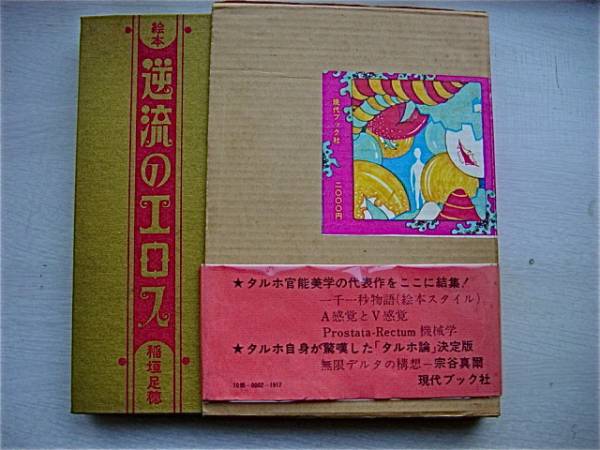 絵本
逆流のエロス
稲垣足穂
現代ブック社
二〇〇〇円
★タルホ官能美学の代表作をここに結集!
一千一秒物語(絵本スタイル)
A感覚とV感覚
Prostata-Rectum 機械学
★タルホ自身が驚嘆した「タルホ論」決定版
無限デルタの構想—宗谷真爾
現代ブック社
1095-0002-1917